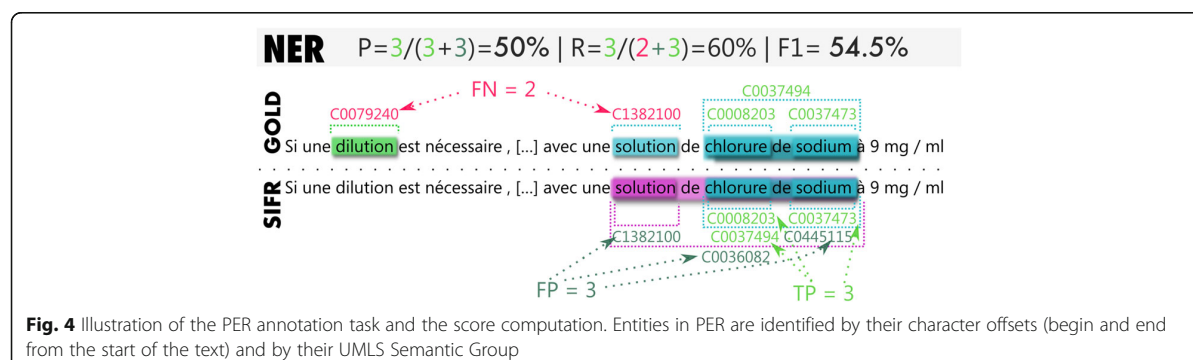 NER P=3/(3+3)=50% | R=3/(2+3)=60% | F1= 54.5%
FN = 2
C0037494
C0079240 C1382100 C0008203 C0037473
GOLD
Si une dilution est nécessaire , [...] avec une solution de chlorure de sodium à 9 mg / ml
SIFR
Si une dilution est nécessaire , [...] avec une solution de chlorure de sodium à 9 mg / ml
C0008203 C0037473
C1382100 C0037494 C0445115
C0036082
FP = 3 TP = 3
Fig. 4 Illustration of the PER annotation task and the score computation. Entities in PER are identified by their character offsets (begin and end
from the start of the text) and by their UMLS Semantic Group